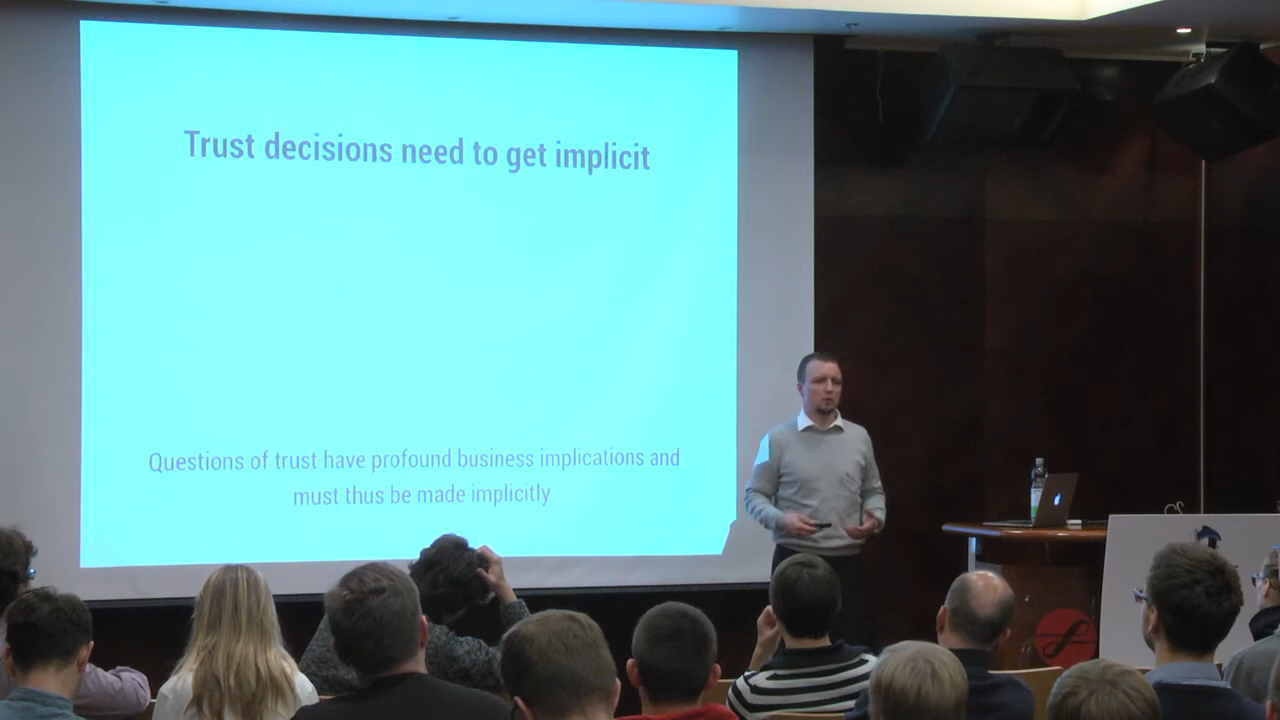 Trust decisions need to get implicit
Questions of trust have profound business implications and
must thus be made implicitly